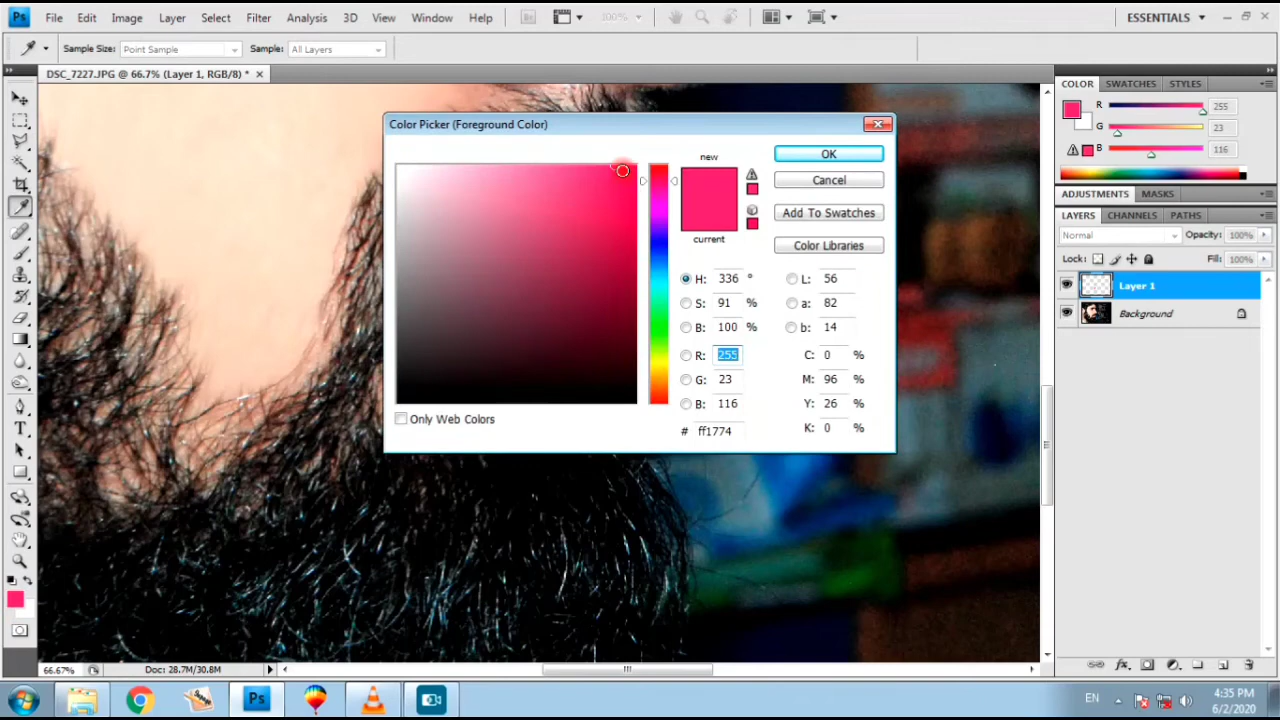 Ps File Edit Image Layer Select Filter Analysis 3D View Window Help Br 100% ESSENTIALS
Sample Size: Point Sample Sample: All Layers
DSC_7227.JPG @ 66.7% (Layer 1, RGB/8) * ×
COLOR SWATCHES STYLES
R 255
G 23
B 116
ADJUSTMENTS MASKS
LAYERS CHANNELS PATHS
Normal Opacity: 100%
Lock: Fill: 100%
Layer 1
Background
Color Picker (Foreground Color)
new
current
OK
Cancel
Add To Swatches
Color Libraries
H: 336 ° L: 56
S: 91 % a: 82
B: 100 % b: 14
R: 255 C: 0 %
G: 23 M: 96 %
B: 116 Y: 26 %
# ff1774 K: 0 %
Only Web Colors
T
66.67% Doc: 28.7M/30.8M
fx
Ps EN 4:35 PM
6/2/2020